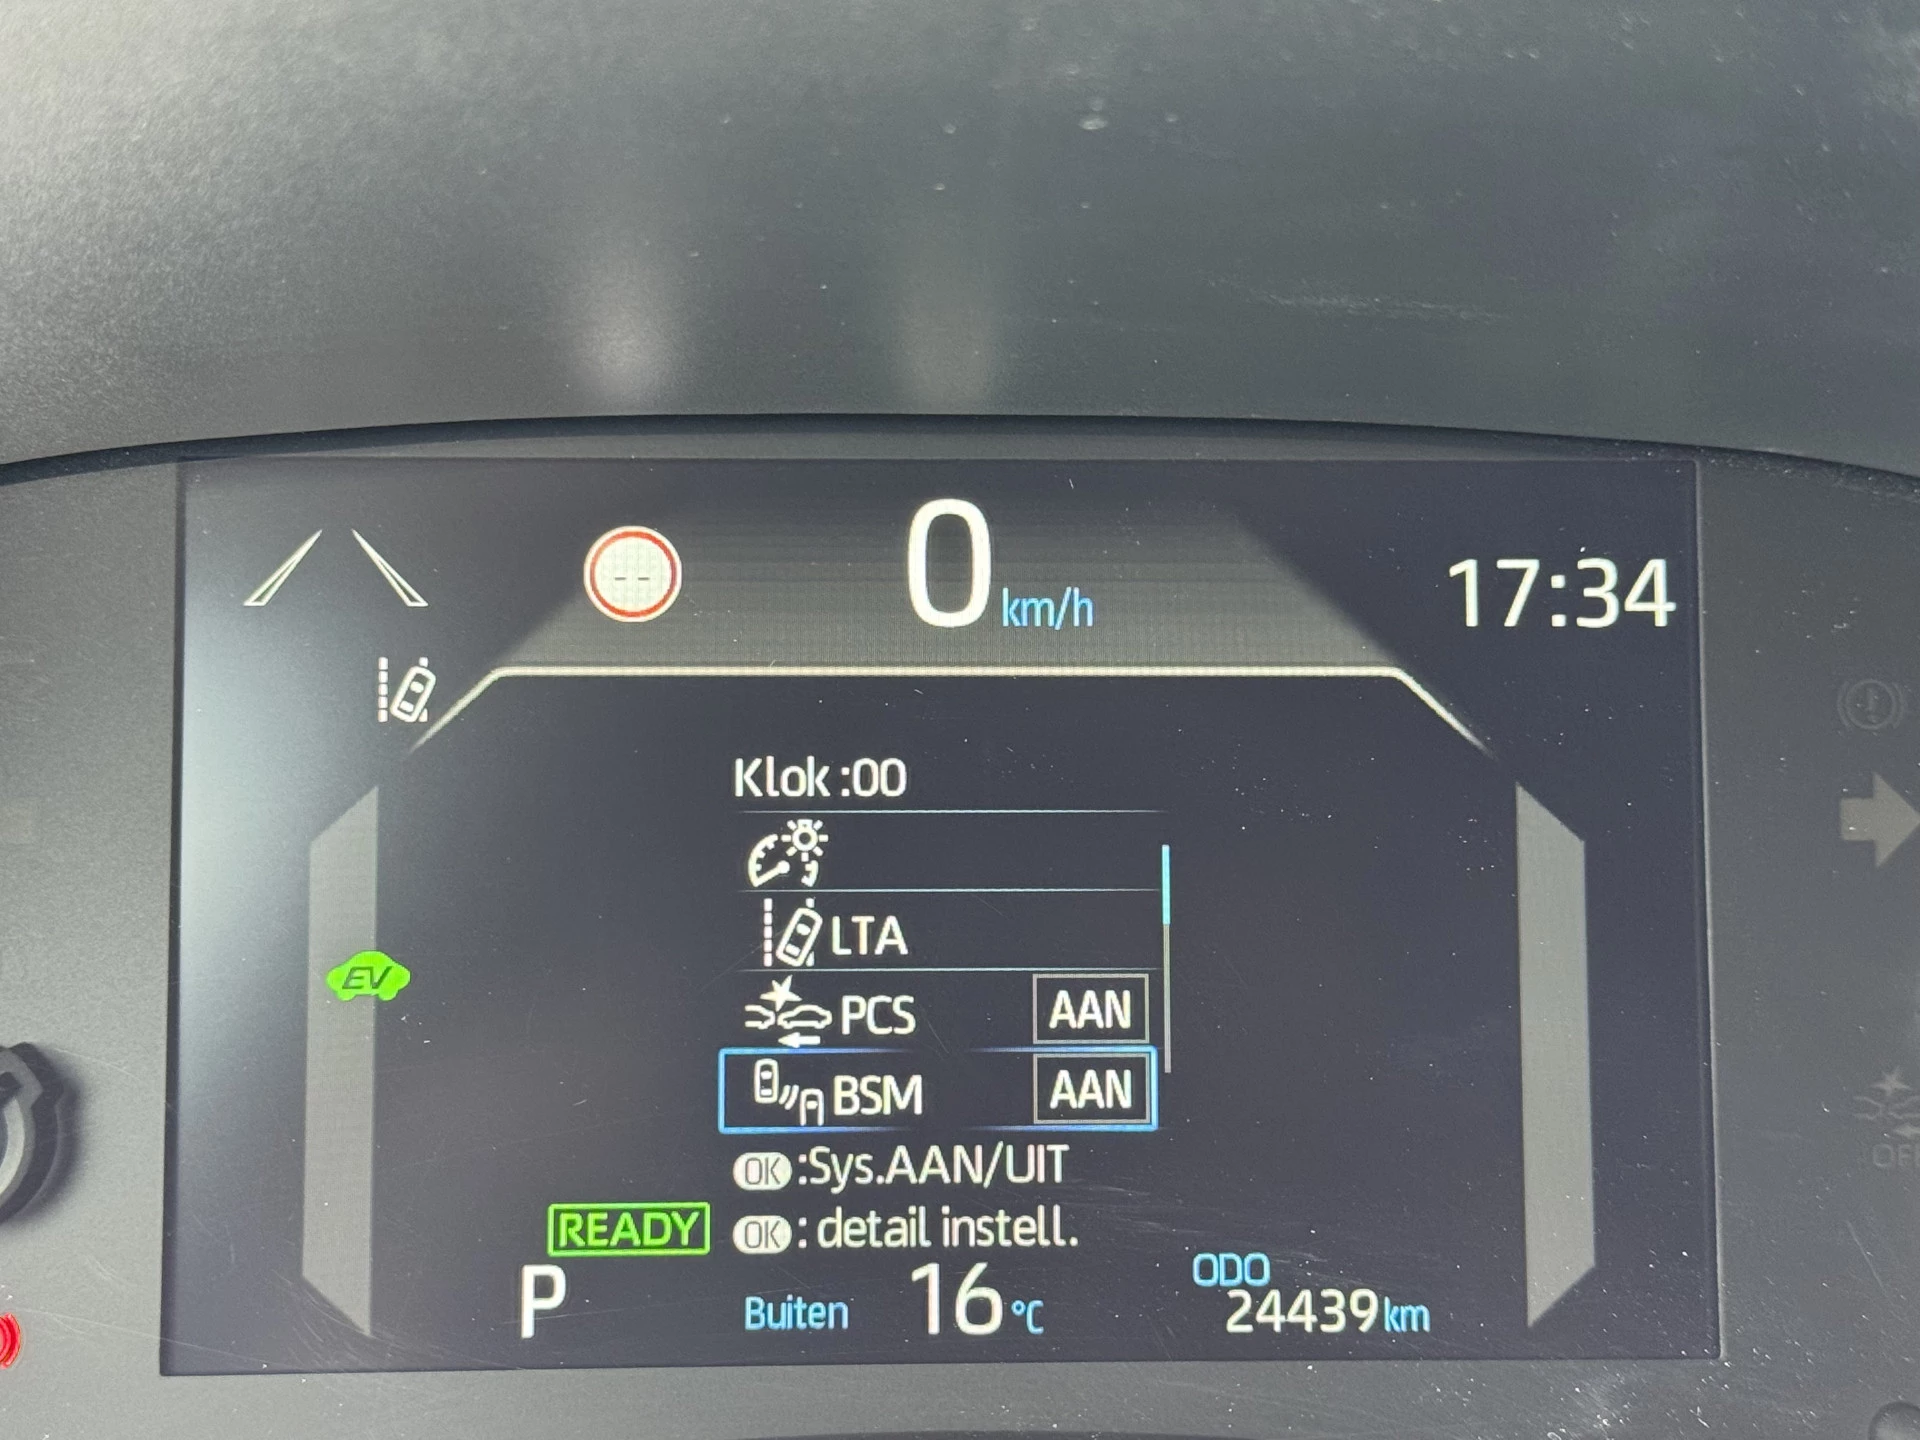 --
0 km/h
17:34
Klok :00
LTA
EV
PCS AAN
BSM AAN
OK :Sys.AAN/UIT
READY
OK : detail instell.
P
Buiten 16 °C
ODO
24439 km
OFF